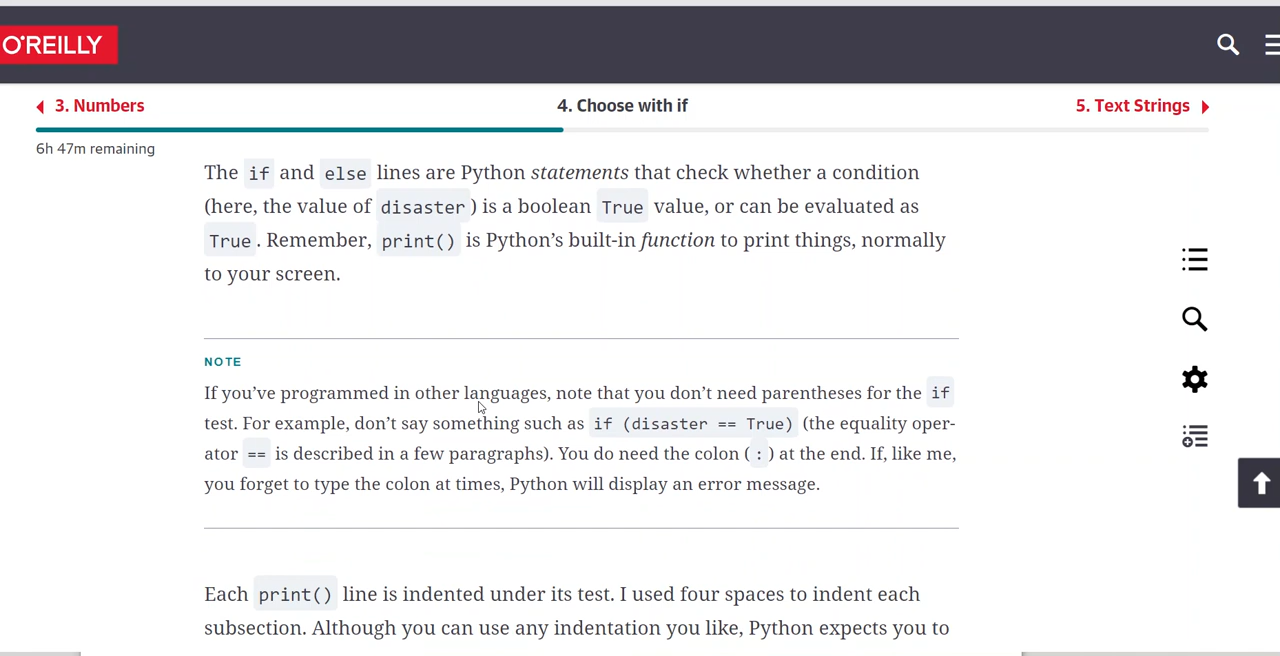 O'REILLY
3. Numbers
4. Choose with if
5. Text Strings
6h 47m remaining
The if and else lines are Python statements that check whether a condition
(here, the value of disaster) is a boolean True value, or can be evaluated as
True. Remember, print() is Python’s built-in function to print things, normally
to your screen.
NOTE
If you’ve programmed in other languages, note that you don’t need parentheses for the if
test. For example, don’t say something such as if (disaster == True) (the equality oper-
ator == is described in a few paragraphs). You do need the colon (:) at the end. If, like me,
you forget to type the colon at times, Python will display an error message.
Each print() line is indented under its test. I used four spaces to indent each
subsection. Although you can use any indentation you like, Python expects you to